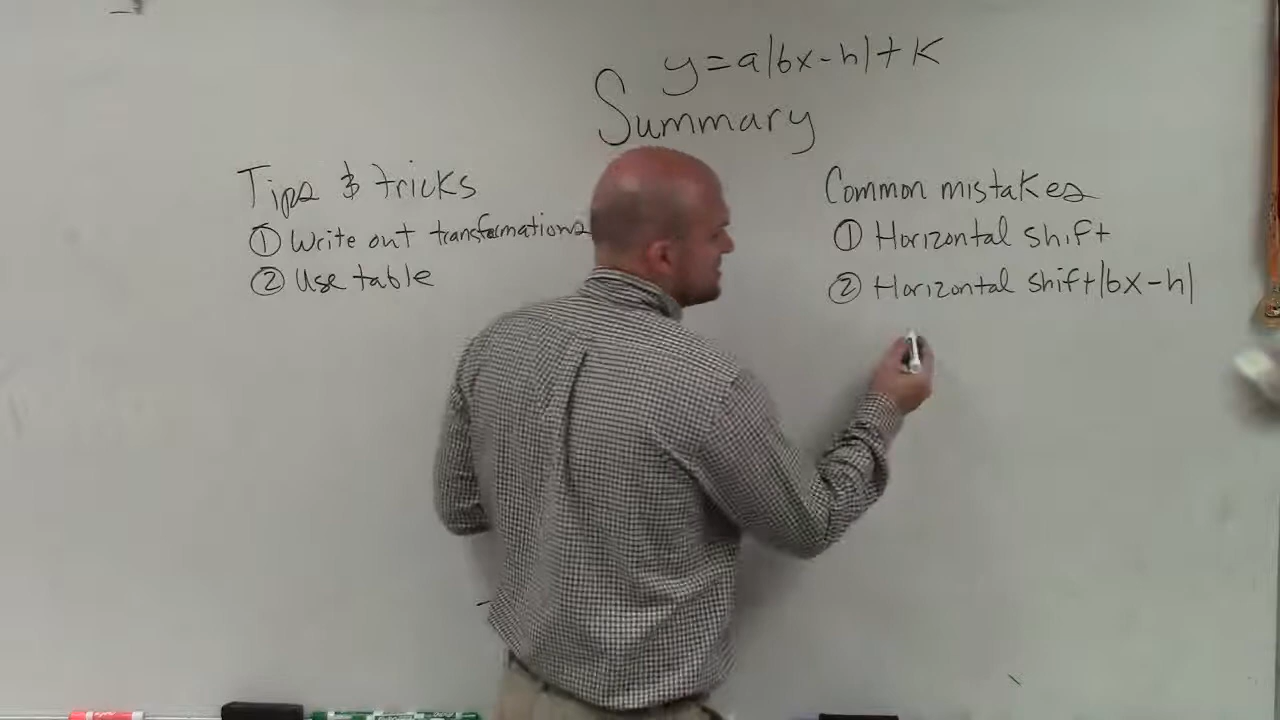 y=a|bx-h|+k
Summary
Tips & tricks
① Write out transformations
② Use table
Common mistakes
① Horizontal shift
② Horizontal shift |bx-h|